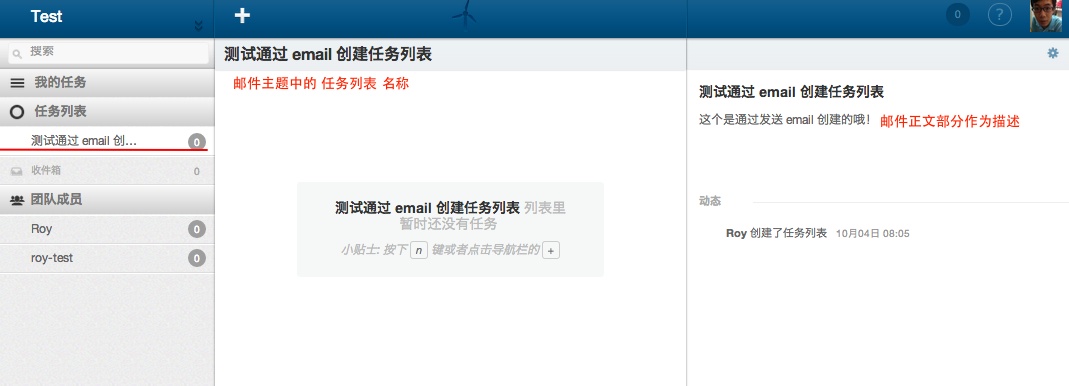 Test
+
0
?
搜索
我的任务
任务列表
测试通过 email 创...
0
收件箱
0
团队成员
Roy
0
roy-test
0
测试通过 email 创建任务列表
邮件主题中的 任务列表 名称
测试通过 email 创建任务列表 列表里
暂时还没有任务
小贴士: 按下 n 键或者点击导航栏的 +
测试通过 email 创建任务列表
这个是通过发送 email 创建的哦！ 邮件正文部分作为描述
动态
Roy 创建了任务列表 10月04日 08:05